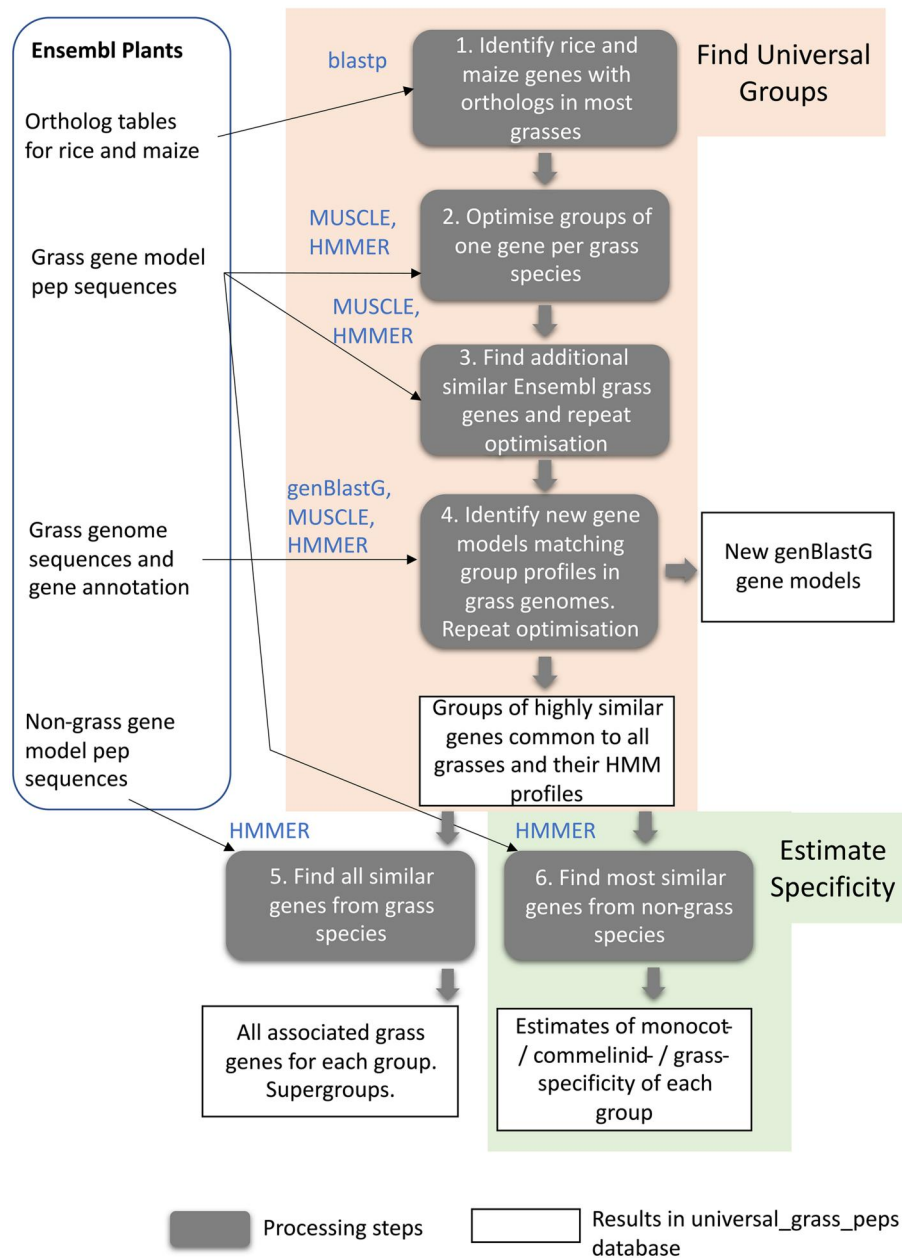 Ensembl Plants
Ortholog tables
for rice and maize
Grass gene model
pep sequences
Grass genome
sequences and
gene annotation
Non-grass gene
model pep
sequences
Find Universal
Groups
blastp
1. Identify rice and
maize genes with
orthologs in most
grasses
MUSCLE,
HMMER
2. Optimise groups of
one gene per grass
species
MUSCLE,
HMMER
3. Find additional
similar Ensembl grass
genes and repeat
optimisation
genBlastG,
MUSCLE,
HMMER
4. Identify new gene
models matching
group profiles in
grass genomes.
Repeat optimisation
New genBlastG
gene models
Groups of highly similar
genes common to all
grasses and their HMM
profiles
HMMER
5. Find all similar
genes from grass
species
HMMER
6. Find most similar
genes from non-grass
species
Estimate
Specificity
All associated grass
genes for each group.
Supergroups.
Estimates of monocot-
/ commelinid- / grass-
specificity of each
group
Processing steps
Results in universal_grass_peps
database